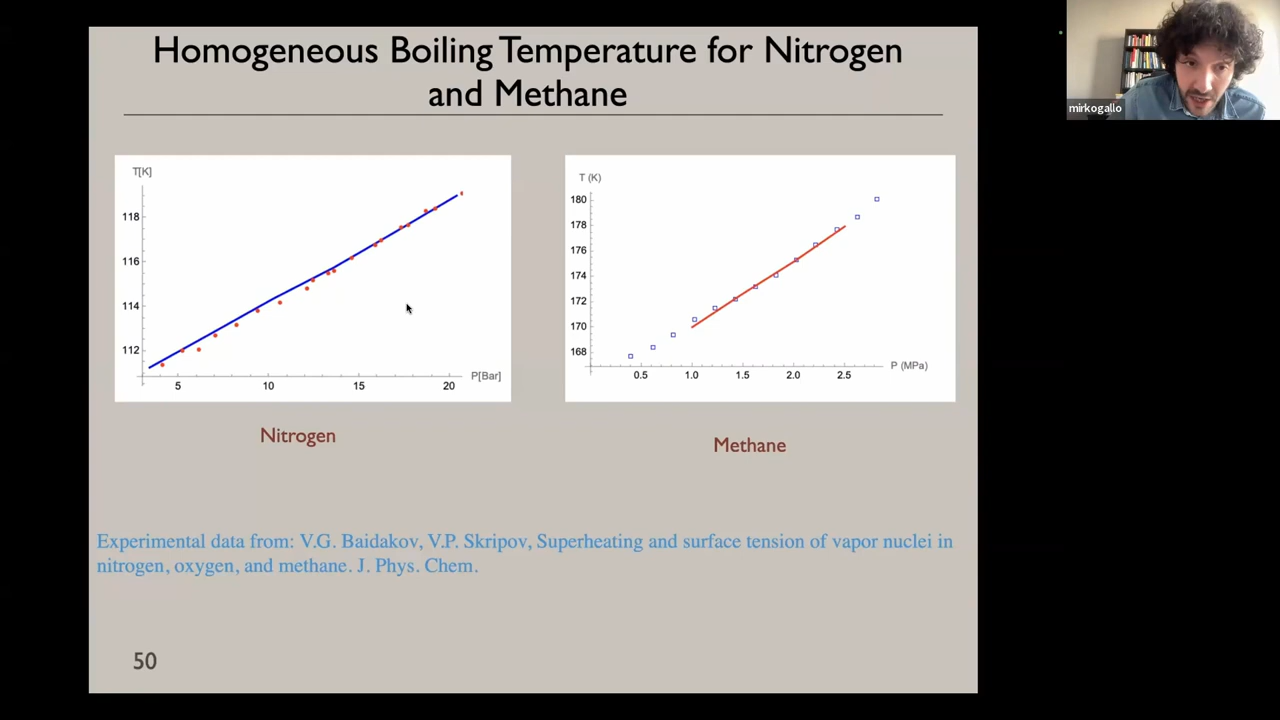 Homogeneous Boiling Temperature for Nitrogen
and Methane
mirkogallo
T[K]
118
116
114
112
5
10
15
20
P[Bar]
T (K)
180
178
176
174
172
170
168
0.5
1.0
1.5
2.0
2.5
P (MPa)
Nitrogen
Methane
Experimental data from: V.G. Baidakov, V.P. Skripov, Superheating and surface tension of vapor nuclei in
nitrogen, oxygen, and methane. J. Phys. Chem.
50